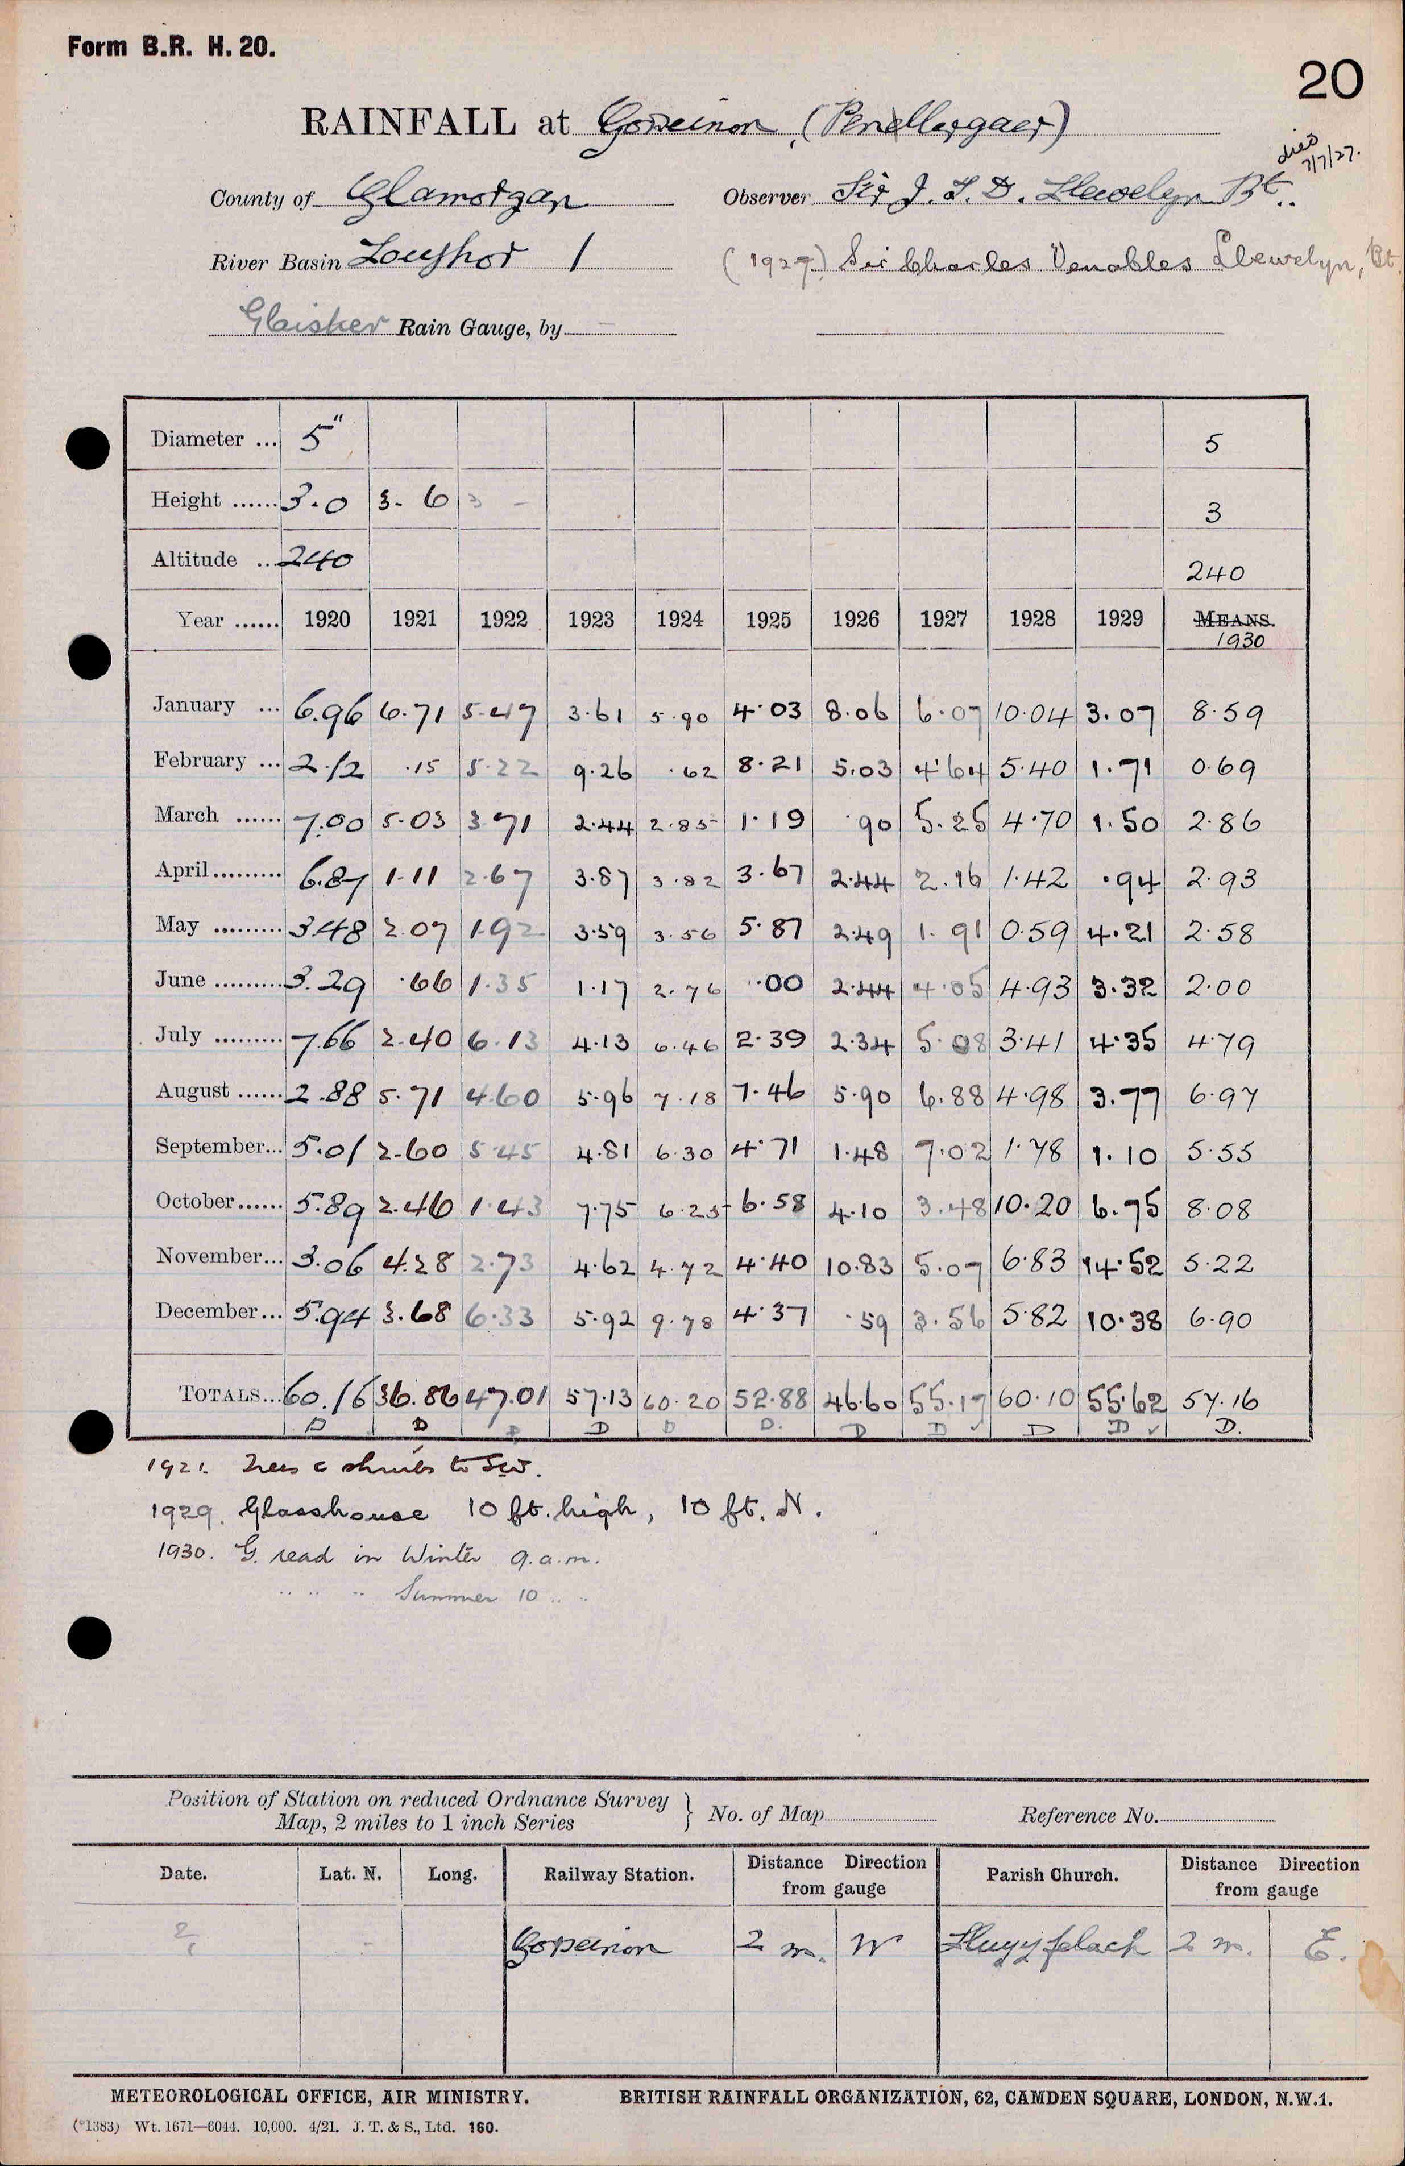 Form B.R. H. 20.
20
RAINFALL at Gowerinon, (Penllergaer)
died 7/7/27.
County of Glamorgan Observer Sir J. T. D. Llewelyn Bt.
River Basin Loughor 1 (1927) Sir Charles Venables Llewelyn, Bt.
Glaisher Rain Gauge, by
Diameter ... 5" 5
Height ...... 3.0 3. 6 3 - 3
Altitude .. 240 240
Year ...... 1920 1921 1922 1923 1924 1925 1926 1927 1928 1929 MEANS. 1930
January ... 6.96 6.71 5.47 3.61 5.90 4.03 8.06 6.07 10.04 3.07 8.59
February ... 2.12 .15 5.22 9.26 .62 8.21 5.03 4.64 5.40 1.71 0.69
March ...... 7.00 5.03 3.71 2.44 2.85 1.19 .90 5.25 4.70 1.50 2.86
April......... 6.87 1.11 2.67 3.87 3.82 3.67 2.44 2.16 1.42 .94 2.93
May ......... 3.48 2.07 1.92 3.59 3.56 5.87 2.49 1.91 0.59 4.21 2.58
June ......... 3.29 .66 1.35 1.17 2.76 .00 2.44 4.05 4.93 3.32 2.00
July ......... 7.66 2.40 6.13 4.13 6.46 2.39 2.34 5.08 3.41 4.35 4.79
August ...... 2.88 5.71 4.60 5.96 7.18 7.46 5.90 6.88 4.98 3.77 6.97
September... 5.01 2.60 5.45 4.81 6.30 4.71 1.48 7.02 1.78 1.10 5.55
October...... 5.89 2.46 1.43 7.75 6.25 6.58 4.10 3.48 10.20 6.75 8.08
November... 3.06 4.28 2.73 4.62 4.72 4.40 10.83 5.07 6.83 14.52 5.22
December... 5.94 3.68 6.33 5.92 9.78 4.37 .59 3.56 5.82 10.38 6.90
TOTALS... 60.16 36.86 47.01 57.13 60.20 52.88 46.60 55.17 60.10 55.62 57.16
D D D D D D. D D ✓ D D ✓ D.
1921. Trees & shrubs to SW.
1929. Glasshouse 10 ft. high, 10 ft. N.
1930. G. read in Winter 9. a.m.
" " " Summer 10 " "
Position of Station on reduced Ordnance Survey Map, 2 miles to 1 inch Series } No. of Map Reference No.
Date. Lat. N. Long. Railway Station. Distance Direction from gauge Parish Church. Distance Direction from gauge
2 m. W 2 m. E.
METEOROLOGICAL OFFICE, AIR MINISTRY. BRITISH RAINFALL ORGANIZATION, 62, CAMDEN SQUARE, LONDON, N.W.1.
(*1383) Wt. 1671—6044. 10,000. 4/21. J. T. & S., Ltd. 160.